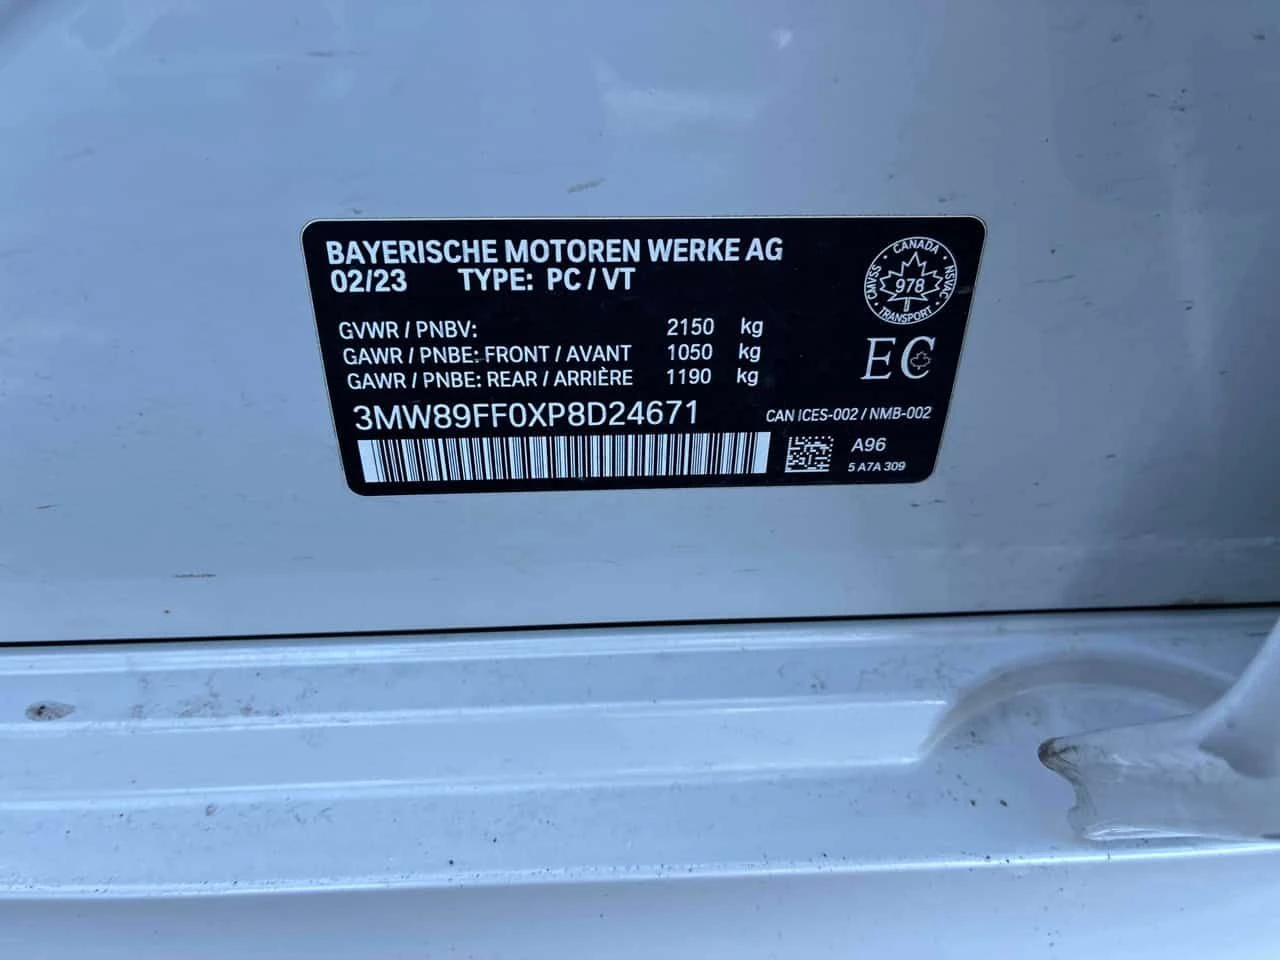 BAYERISCHE MOTOREN WERKE AG
02/23 TYPE: PC / VT
GVWR / PNBV: 2150 kg
GAWR / PNBE: FRONT / AVANT 1050 kg
GAWR / PNBE: REAR / ARRIÈRE 1190 kg
3MW89FF0XP8D24671
CANADA
CMVSS 978 NSVAC
TRANSPORT
EC
CAN ICES-002 / NMB-002
A96
5 A7A 309